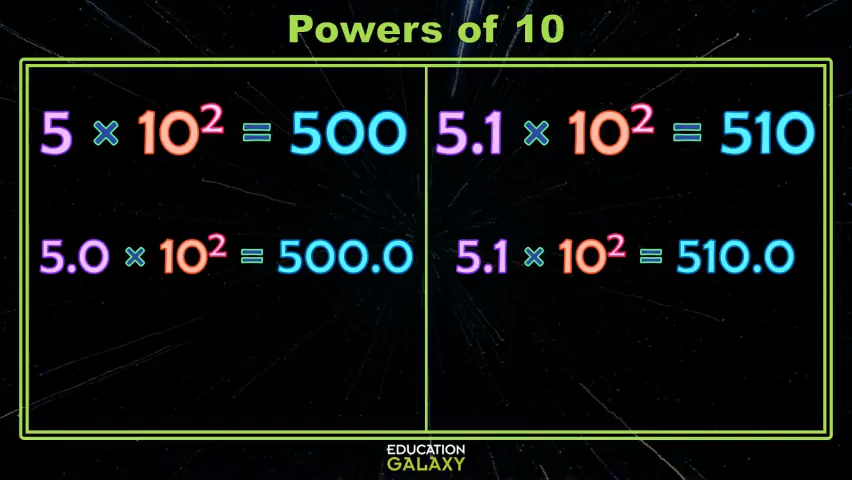 Powers of 10
5 × 10² = 500
5.0 × 10² = 500.0
5.1 × 10² = 510
5.1 × 10² = 510.0
EDUCATION
GALAXY